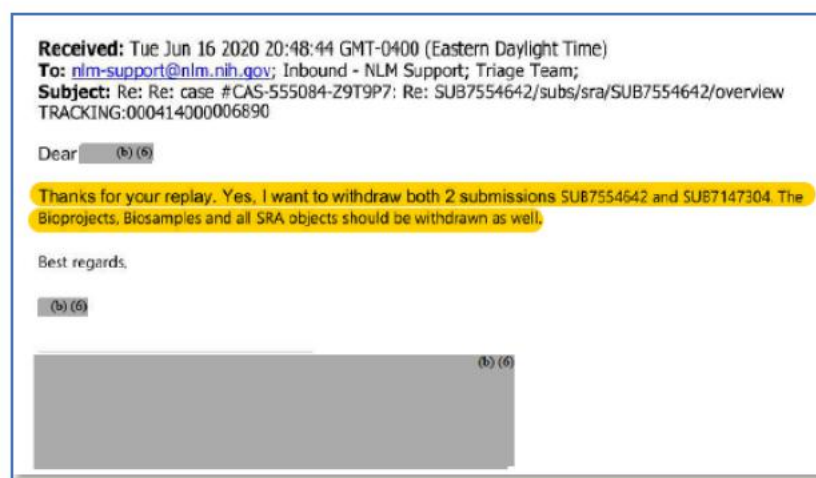 Received: Tue Jun 16 2020 20:48:44 GMT-0400 (Eastern Daylight Time)
To: nlm-support@nlm.nih.gov; Inbound - NLM Support; Triage Team;
Subject: Re: Re: case #CAS-555084-Z9T9P7: Re: SUB7554642/subs/sra/SUB7554642/overview
TRACKING:000414000006890
Dear (b) (6)
Thanks for your replay. Yes, I want to withdraw both 2 submissions SUB7554642 and SUB7147304. The
Bioprojects, Biosamples and all SRA objects should be withdrawn as well.
Best regards,
(b) (6)
(b) (6)